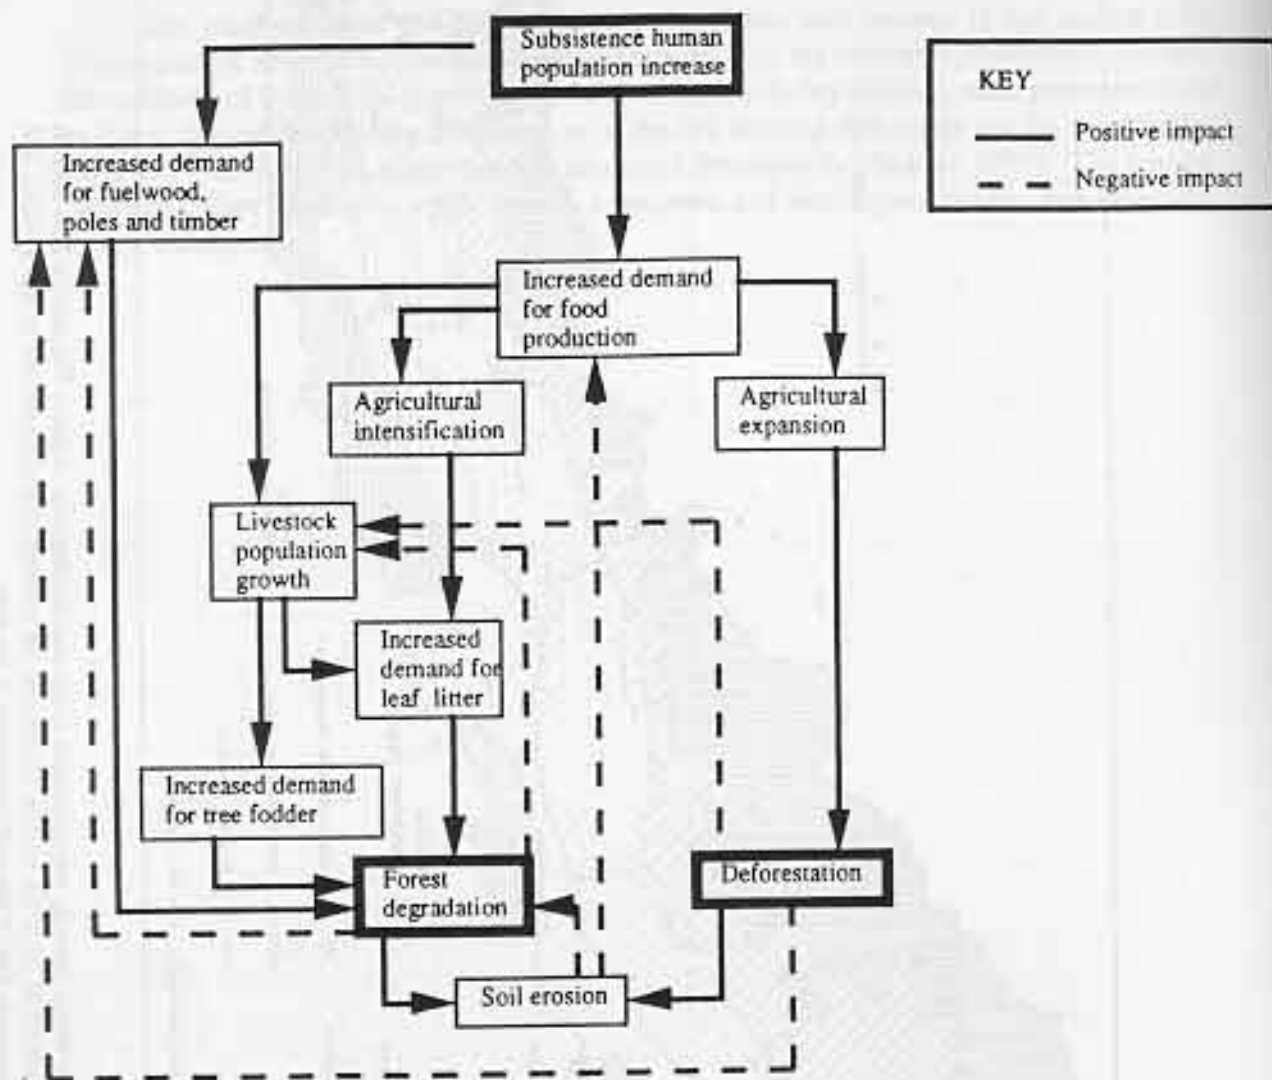 Subsistence human
population increase
KEY
Positive impact
Negative impact
Increased demand
for fuelwood,
poles and timber
Increased demand
for food
production
Agricultural
intensification
Agricultural
expansion
Livestock
population
growth
Increased
demand for
leaf litter
Increased demand
for tree fodder
Forest
degradation
Deforestation
Soil erosion